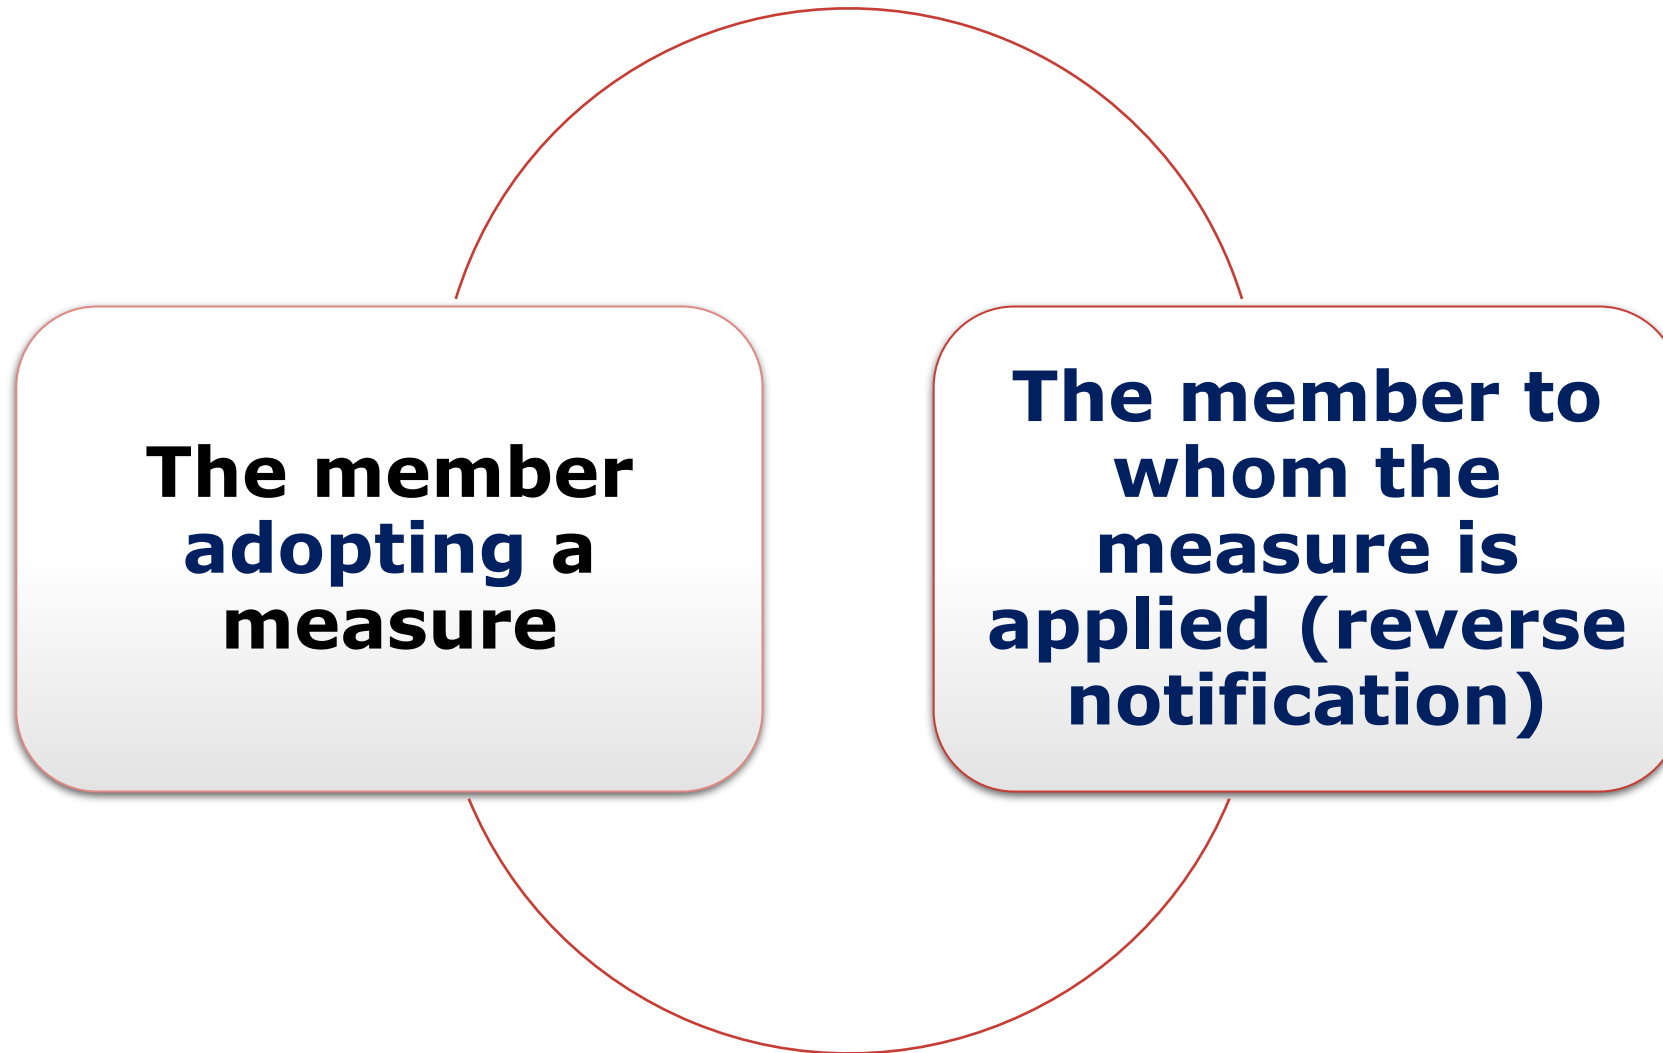 The member
adopting a
measure
The member to
whom the
measure is
applied (reverse
notification)